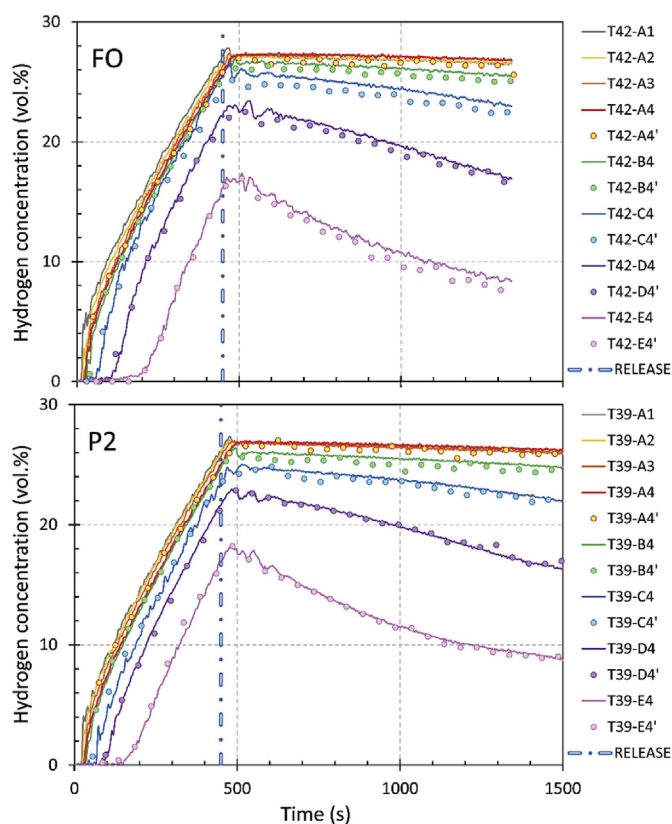 30
20
10
0
Hydrogen concentration (vol.%)
FO
T42-A1
T42-A2
T42-A3
T42-A4
T42-A4'
T42-B4
T42-B4'
T42-C4
T42-C4'
T42-D4
T42-D4'
T42-E4
T42-E4'
RELEASE
30
20
10
0
Hydrogen concentration (vol.%)
P2
T39-A1
T39-A2
T39-A3
T39-A4
T39-A4'
T39-B4
T39-B4'
T39-C4
T39-C4'
T39-D4
T39-D4'
T39-E4
T39-E4'
RELEASE
0 500 1000 1500
Time (s)